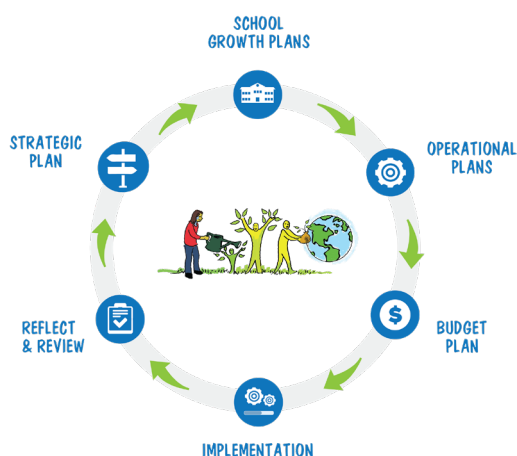 SCHOOL
GROWTH PLANS
OPERATIONAL
PLANS
BUDGET
PLAN
IMPLEMENTATION
REFLECT
& REVIEW
STRATEGIC
PLAN
$